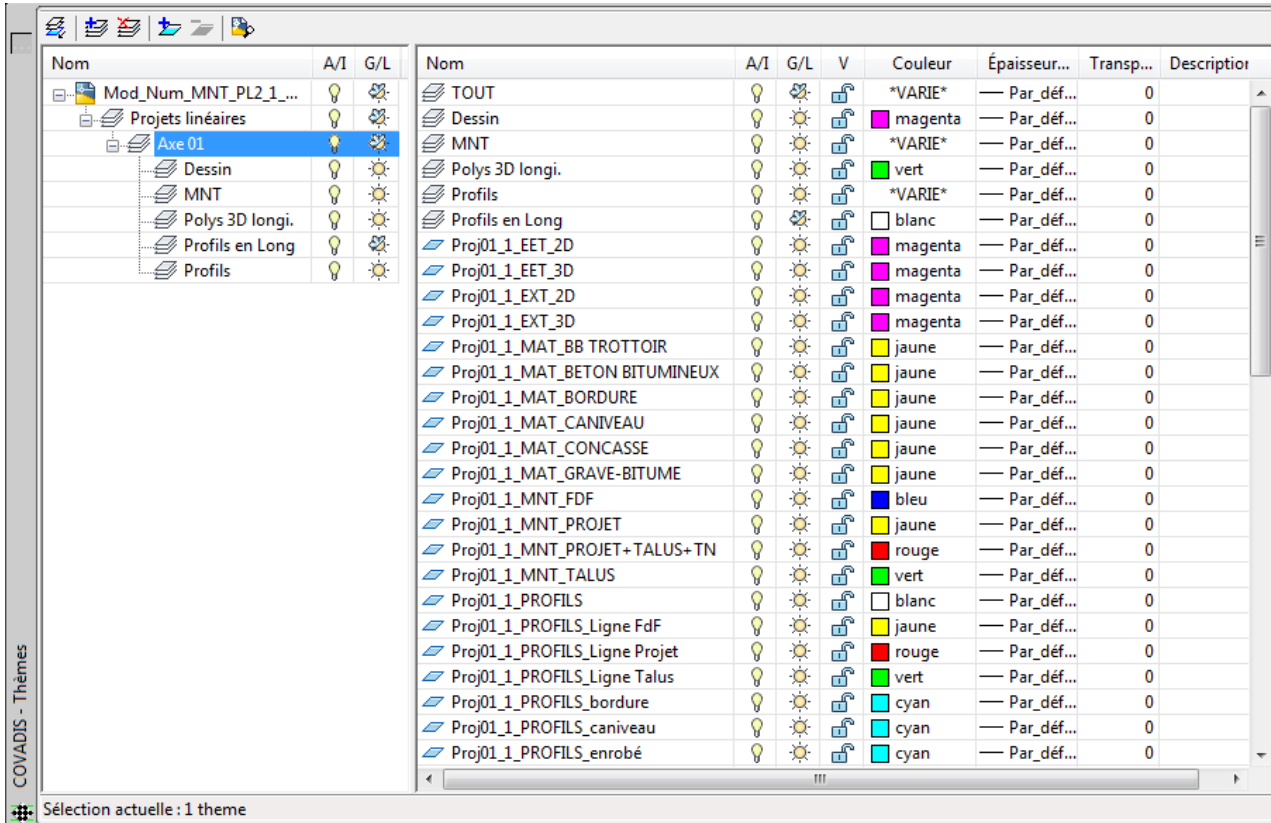 Nom A/I G/L
Mod_Num_MNT_PL2_1_...
Projets linéaires
Axe 01
Dessin
MNT
Polys 3D longi.
Profils en Long
Profils
Nom A/I G/L V Couleur Épaisseur... Transp... Description
TOUT *VARIE* Par_déf... 0
Dessin magenta Par_déf... 0
MNT *VARIE* Par_déf... 0
Polys 3D longi. vert Par_déf... 0
Profils *VARIE* Par_déf... 0
Profils en Long blanc Par_déf... 0
Proj01_1_EET_2D magenta Par_déf... 0
Proj01_1_EET_3D magenta Par_déf... 0
Proj01_1_EXT_2D magenta Par_déf... 0
Proj01_1_EXT_3D magenta Par_déf... 0
Proj01_1_MAT_BB TROTTOIR jaune Par_déf... 0
Proj01_1_MAT_BETON BITUMINEUX jaune Par_déf... 0
Proj01_1_MAT_BORDURE jaune Par_déf... 0
Proj01_1_MAT_CANIVEAU jaune Par_déf... 0
Proj01_1_MAT_CONCASSE jaune Par_déf... 0
Proj01_1_MAT_GRAVE-BITUME jaune Par_déf... 0
Proj01_1_MNT_FDF bleu Par_déf... 0
Proj01_1_MNT_PROJET jaune Par_déf... 0
Proj01_1_MNT_PROJET+TALUS+TN rouge Par_déf... 0
Proj01_1_MNT_TALUS vert Par_déf... 0
Proj01_1_PROFILS blanc Par_déf... 0
Proj01_1_PROFILS_Ligne FdF jaune Par_déf... 0
Proj01_1_PROFILS_Ligne Projet rouge Par_déf... 0
Proj01_1_PROFILS_Ligne Talus vert Par_déf... 0
Proj01_1_PROFILS_bordure cyan Par_déf... 0
Proj01_1_PROFILS_caniveau cyan Par_déf... 0
Proj01_1_PROFILS_enrobé cyan Par_déf... 0
COVADIS - Thèmes
Sélection actuelle : 1 theme